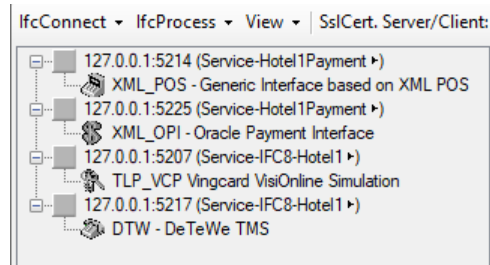 IfcConnect ▾ IfcProcess ▾ View ▾ SslCert. Server/Client:
127.0.0.1:5214 (Service-Hotel1Payment ▸)
XML_POS - Generic Interface based on XML POS
127.0.0.1:5225 (Service-Hotel1Payment ▸)
XML_OPI - Oracle Payment Interface
127.0.0.1:5207 (Service-IFC8-Hotel1 ▸)
TLP_VCP Vingcard VisiOnline Simulation
127.0.0.1:5217 (Service-IFC8-Hotel1 ▸)
DTW - DeTeWe TMS